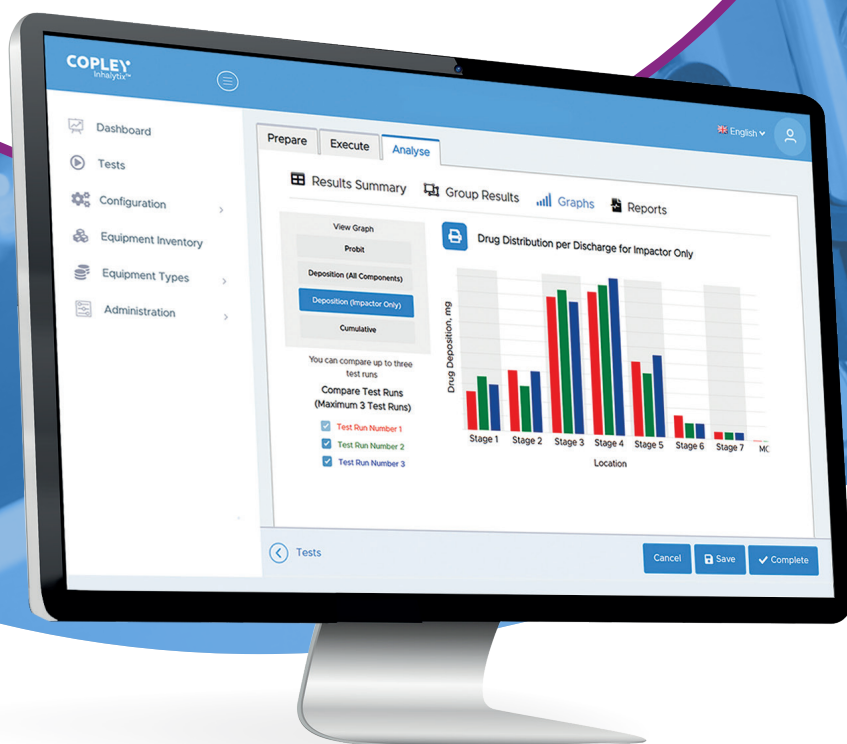 COPLEY
Inhalytix™
English
Dashboard
Tests
Configuration
Equipment Inventory
Equipment Types
Administration
Prepare
Execute
Analyse
Results Summary
Group Results
Graphs
Reports
View Graph
Probit
Deposition (All Components)
Deposition (Impactor Only)
Cumulative
You can compare up to three
test runs
Compare Test Runs
(Maximum 3 Test Runs)
Test Run Number 1
Test Run Number 2
Test Run Number 3
Drug Distribution per Discharge for Impactor Only
Drug Deposition, mg
Stage 1 Stage 2 Stage 3 Stage 4 Stage 5 Stage 6 Stage 7 MC
Location
Tests
Cancel
Save
Complete